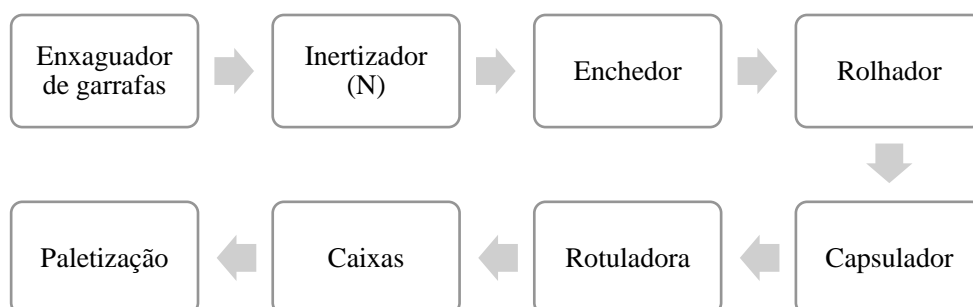 Enxaguador
de garrafas
Inertizador
(N)
Enchedor
Rolhador
Capsulador
Rotuladora
Caixas
Paletização